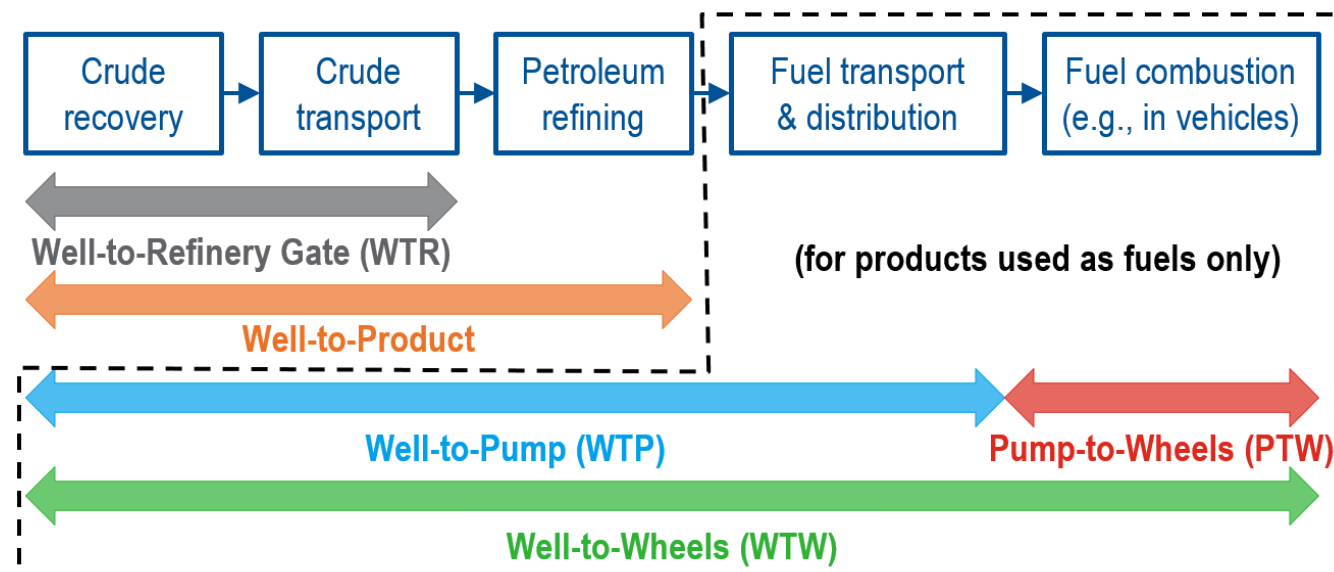 Crude
recovery
Crude
transport
Petroleum
refining
Fuel transport
& distribution
Fuel combustion
(e.g., in vehicles)
Well-to-Refinery Gate (WTR)
(for products used as fuels only)
Well-to-Product
Well-to-Pump (WTP)
Pump-to-Wheels (PTW)
Well-to-Wheels (WTW)